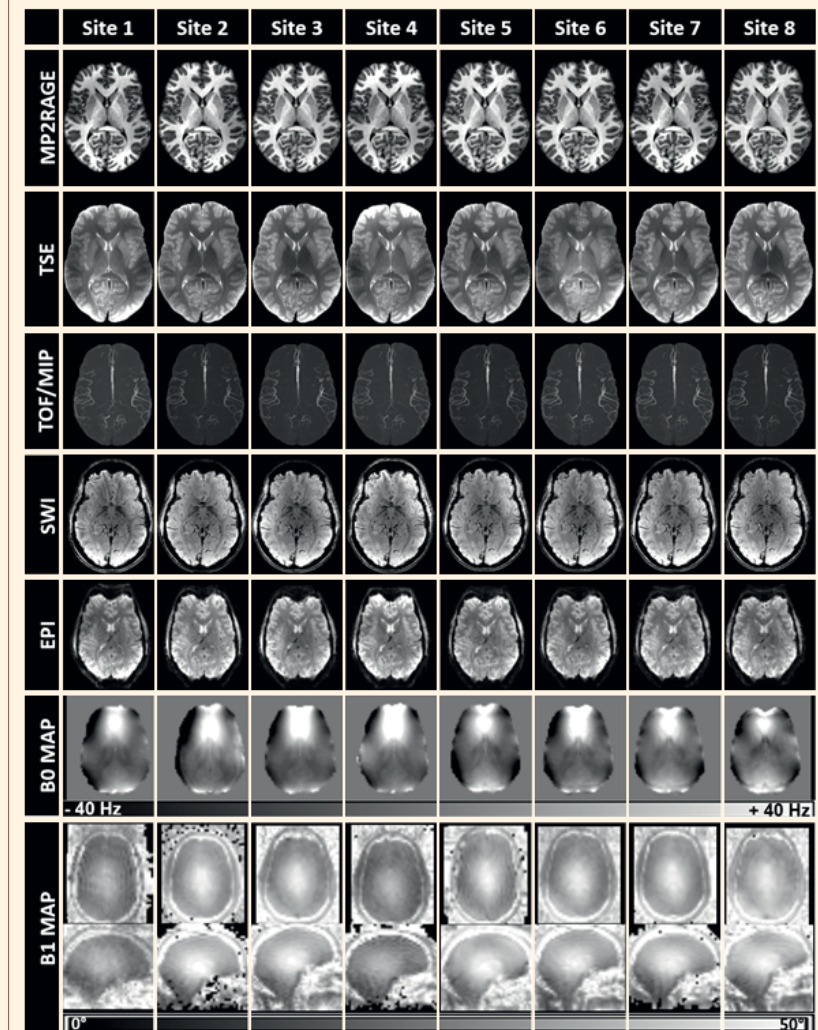 Site 1 Site 2 Site 3 Site 4 Site 5 Site 6 Site 7 Site 8
MP2RAGE
TSE
TOF/MIP
SWI
EPI
B0 MAP
- 40 Hz + 40 Hz
B1 MAP
0° 50°